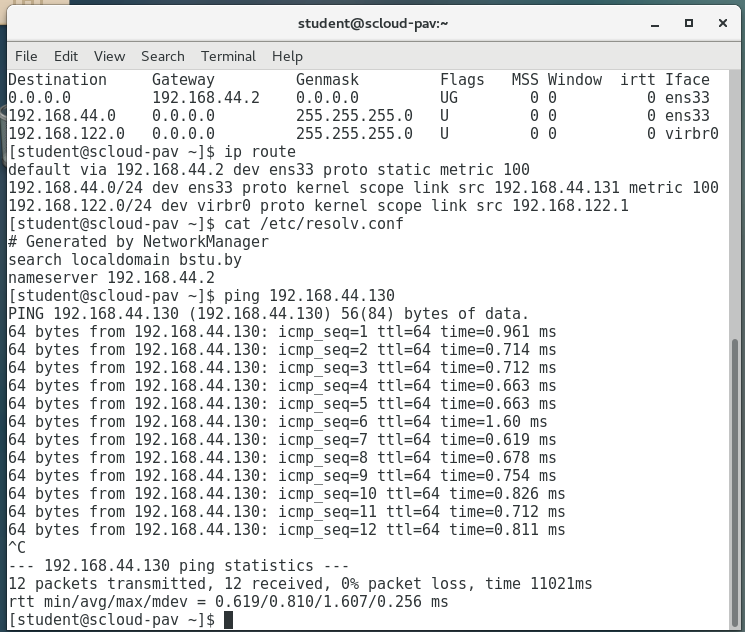 student@scloud-pav:~
File Edit View Search Terminal Help
Destination     Gateway         Genmask         Flags   MSS Window  irtt Iface
0.0.0.0         192.168.44.2    0.0.0.0         UG        0 0          0 ens33
192.168.44.0    0.0.0.0         255.255.255.0   U         0 0          0 ens33
192.168.122.0   0.0.0.0         255.255.255.0   U         0 0          0 virbr0
[student@scloud-pav ~]$ ip route
default via 192.168.44.2 dev ens33 proto static metric 100
192.168.44.0/24 dev ens33 proto kernel scope link src 192.168.44.131 metric 100
192.168.122.0/24 dev virbr0 proto kernel scope link src 192.168.122.1
[student@scloud-pav ~]$ cat /etc/resolv.conf
# Generated by NetworkManager
search localdomain bstu.by
nameserver 192.168.44.2
[student@scloud-pav ~]$ ping 192.168.44.130
PING 192.168.44.130 (192.168.44.130) 56(84) bytes of data.
64 bytes from 192.168.44.130: icmp_seq=1 ttl=64 time=0.961 ms
64 bytes from 192.168.44.130: icmp_seq=2 ttl=64 time=0.714 ms
64 bytes from 192.168.44.130: icmp_seq=3 ttl=64 time=0.712 ms
64 bytes from 192.168.44.130: icmp_seq=4 ttl=64 time=0.663 ms
64 bytes from 192.168.44.130: icmp_seq=5 ttl=64 time=0.663 ms
64 bytes from 192.168.44.130: icmp_seq=6 ttl=64 time=1.60 ms
64 bytes from 192.168.44.130: icmp_seq=7 ttl=64 time=0.619 ms
64 bytes from 192.168.44.130: icmp_seq=8 ttl=64 time=0.678 ms
64 bytes from 192.168.44.130: icmp_seq=9 ttl=64 time=0.754 ms
64 bytes from 192.168.44.130: icmp_seq=10 ttl=64 time=0.826 ms
64 bytes from 192.168.44.130: icmp_seq=11 ttl=64 time=0.712 ms
64 bytes from 192.168.44.130: icmp_seq=12 ttl=64 time=0.811 ms
^C
--- 192.168.44.130 ping statistics ---
12 packets transmitted, 12 received, 0% packet loss, time 11021ms
rtt min/avg/max/mdev = 0.619/0.810/1.607/0.256 ms
[student@scloud-pav ~]$